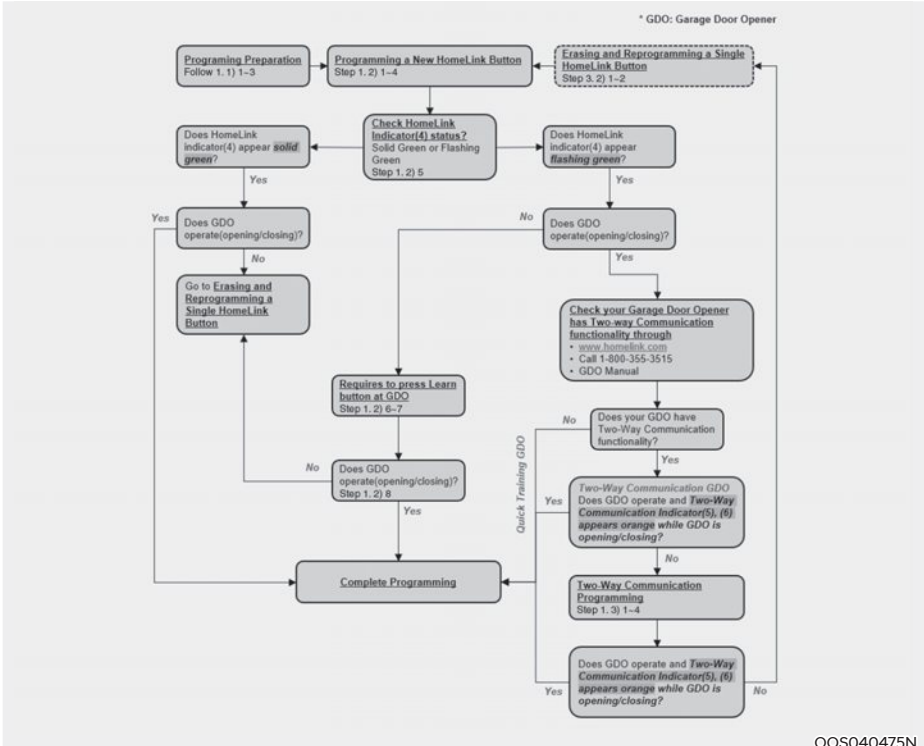 * GDO: Garage Door Opener
Programing Preparation
Follow 1. 1) 1~3
Programming a New HomeLink Button
Step 1. 2) 1~4
Erasing and Reprogramming a Single
HomeLink Button
Step 3. 2) 1~2
Does HomeLink
indicator(4) appear solid
green?
Check HomeLink
Indicator(4) status?
Solid Green or Flashing
Green
Step 1. 2) 5
Does HomeLink
indicator(4) appear
flashing green?
Yes
Yes
Yes
Does GDO
operate(opening/closing)?
No
Does GDO
operate(opening/closing)?
No
Yes
Go to Erasing and
Reprogramming a
Single HomeLink
Button
Check your Garage Door Opener
has Two-way Communication
functionality through
• www.homelink.com
• Call 1-800-355-3515
• GDO Manual
Requires to press Learn
button at GDO
Step 1. 2) 6~7
No
Does your GDO have
Two-Way Communication
functionality?
Quick Training GDO
Yes
No
Does GDO
operate(opening/closing)?
Step 1. 2) 8
Yes
Yes
Two-Way Communication GDO
Does GDO operate and Two-Way
Communication Indicator(5), (6)
appears orange while GDO is
opening/closing?
No
Complete Programming
Two-Way Communication
Programming
Step 1. 3) 1~4
Does GDO operate and Two-Way
Communication Indicator(5), (6)
appears orange while GDO is
opening/closing?
Yes
No
OOS040475N